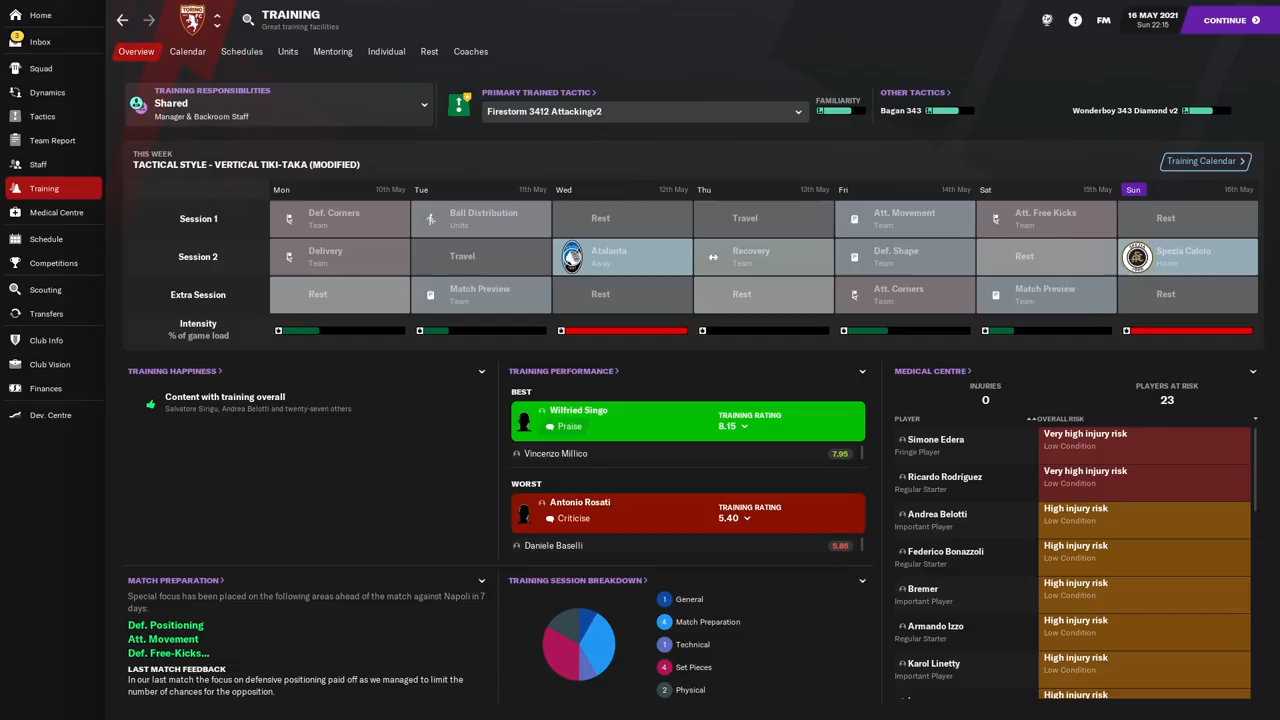 Home
3
Inbox
Squad
Dynamics
Tactics
Team Report
Staff
Training
Medical Centre
Schedule
Competitions
Scouting
Transfers
Club Info
Club Vision
Finances
Dev. Centre
TORINO FC
TRAINING
Great training facilities
FM
16 MAY 2021
Sun 22:15
CONTINUE
Overview
Calendar
Schedules
Units
Mentoring
Individual
Rest
Coaches
TRAINING RESPONSIBILITIES
Shared
Manager & Backroom Staff
PRIMARY TRAINED TACTIC >
Firestorm 3412 Attackingv2
FAMILIARITY
OTHER TACTICS >
Bagan 343
Wonderboy 343 Diamond v2
THIS WEEK
TACTICAL STYLE - VERTICAL TIKI-TAKA (MODIFIED)
Training Calendar >
Mon 10th May Tue 11th May Wed 12th May Thu 13th May Fri 14th May Sat 15th May Sun 16th May
Session 1
Def. Corners
Team
Ball Distribution
Units
Rest
Travel
Att. Movement
Team
Att. Free Kicks
Team
Rest
Session 2
Delivery
Team
Travel
Atalanta
Away
Recovery
Team
Def. Shape
Team
Rest
Spezia Calcio
Home
Extra Session
Rest
Match Preview
Team
Rest
Rest
Att. Corners
Team
Match Preview
Team
Rest
Intensity
% of game load
TRAINING HAPPINESS >
Content with training overall
Salvatore Sirigu, Andrea Belotti and twenty-seven others
TRAINING PERFORMANCE >
BEST
Wilfried Singo
Praise
TRAINING RATING
8.15
Vincenzo Millico
7.95
WORST
Antonio Rosati
Criticise
TRAINING RATING
5.40
Daniele Baselli
5.85
MEDICAL CENTRE >
INJURIES
0
PLAYERS AT RISK
23
PLAYER
OVERALL RISK
Simone Edera
Fringe Player
Very high injury risk
Low Condition
Ricardo Rodríguez
Regular Starter
Very high injury risk
Low Condition
Andrea Belotti
Important Player
High injury risk
Low Condition
Federico Bonazzoli
Regular Starter
High injury risk
Low Condition
Bremer
Important Player
High injury risk
Low Condition
Armando Izzo
Regular Starter
High injury risk
Low Condition
Karol Linetty
Important Player
High injury risk
Low Condition
High injury risk
MATCH PREPARATION >
Special focus has been placed on the following areas ahead of the match against Napoli in 7
days:
Def. Positioning
Att. Movement
Def. Free-Kicks...
LAST MATCH FEEDBACK
In our last match the focus on defensive positioning paid off as we managed to limit the
number of chances for the opposition.
TRAINING SESSION BREAKDOWN >
1 General
4 Match Preparation
1 Technical
4 Set Pieces
2 Physical